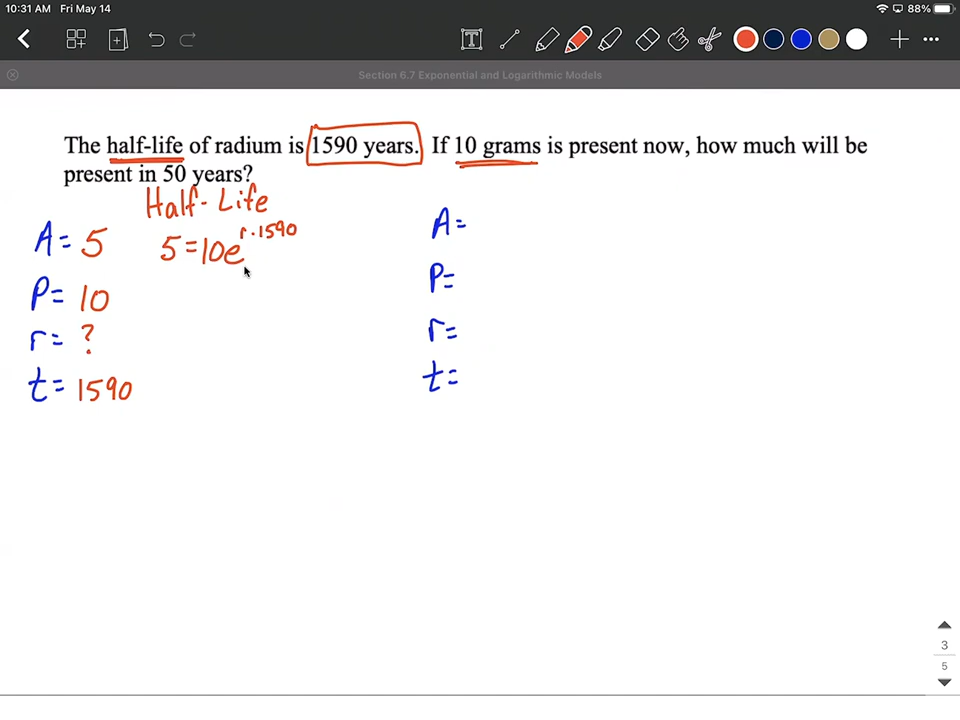 10:31 AM Fri May 14
88%
Section 6.7 Exponential and Logarithmic Models
The half-life of radium is 1590 years. If 10 grams is present now, how much will be
present in 50 years?
Half-Life
A= 5
5=10e^r·1590
P= 10
r= ?
t= 1590
A=
P=
r=
t=
3
5